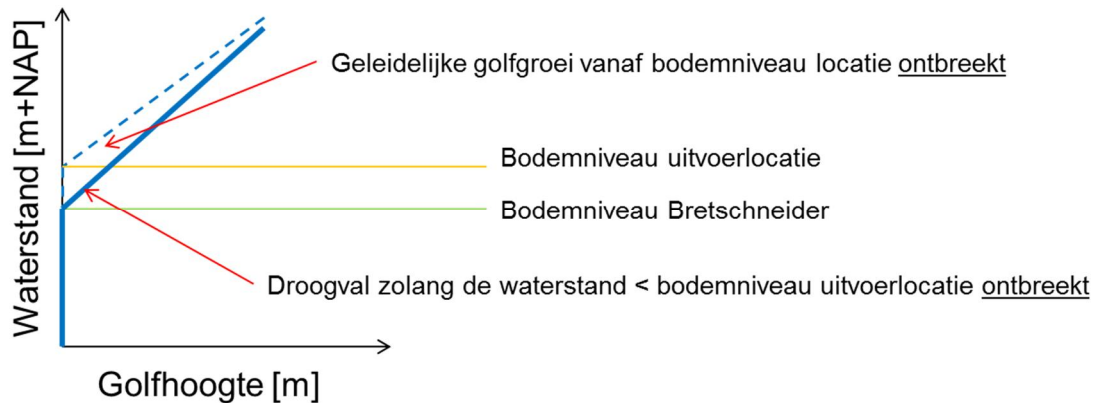 Waterstand [m+NAP]
Geleidelijke golfgroei vanaf bodemniveau locatie ontbreekt
Bodemniveau uitvoerlocatie
Bodemniveau Bretschneider
Droogval zolang de waterstand < bodemniveau uitvoerlocatie ontbreekt
Golfhoogte [m]